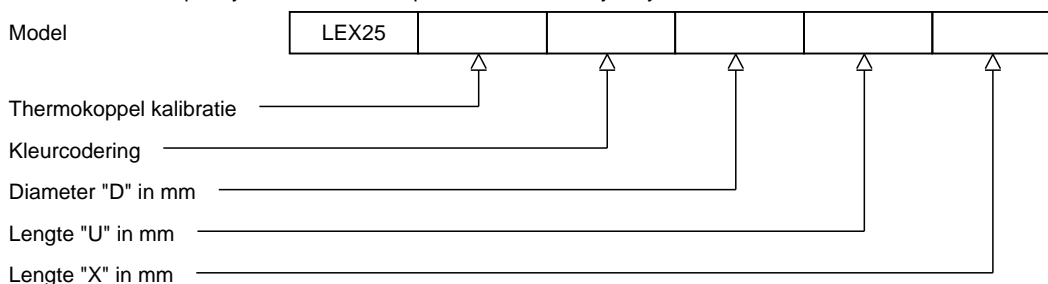 Model LEX25
Thermokoppel kalibratie
Kleurcodering
Diameter "D" in mm
Lengte "U" in mm
Lengte "X" in mm